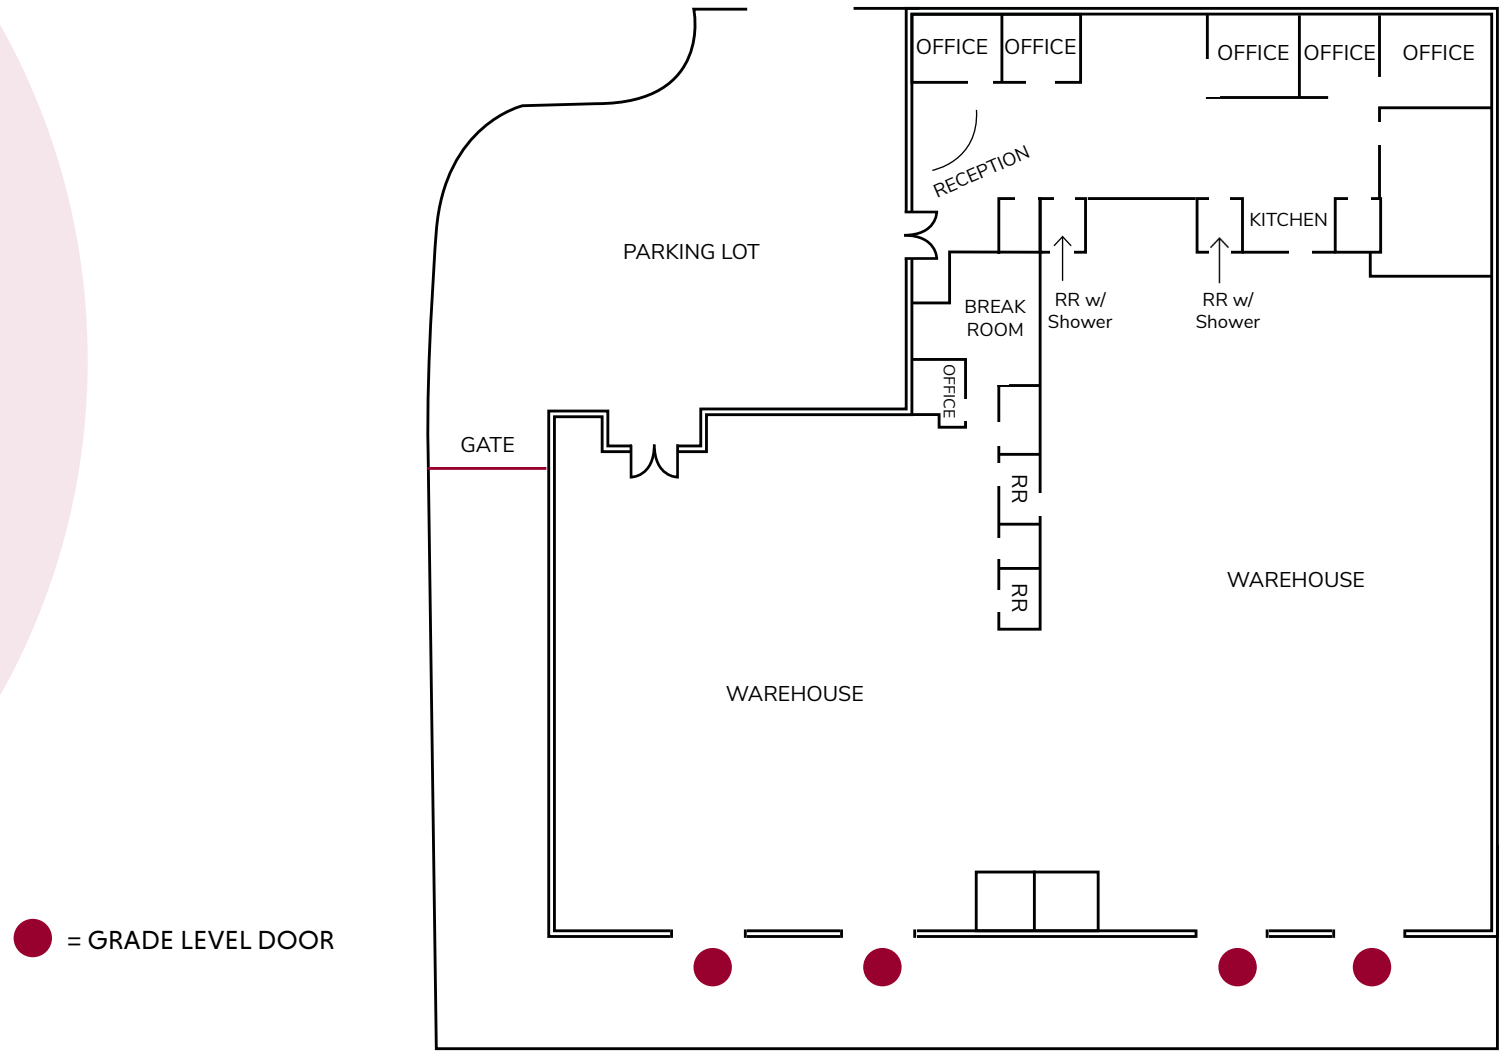 OFFICE
OFFICE
OFFICE
OFFICE
OFFICE
RECEPTION
KITCHEN
PARKING LOT
BREAK
ROOM
RR w/
Shower
RR w/
Shower
OFFICE
GATE
RR
WAREHOUSE
RR
WAREHOUSE
= GRADE LEVEL DOOR